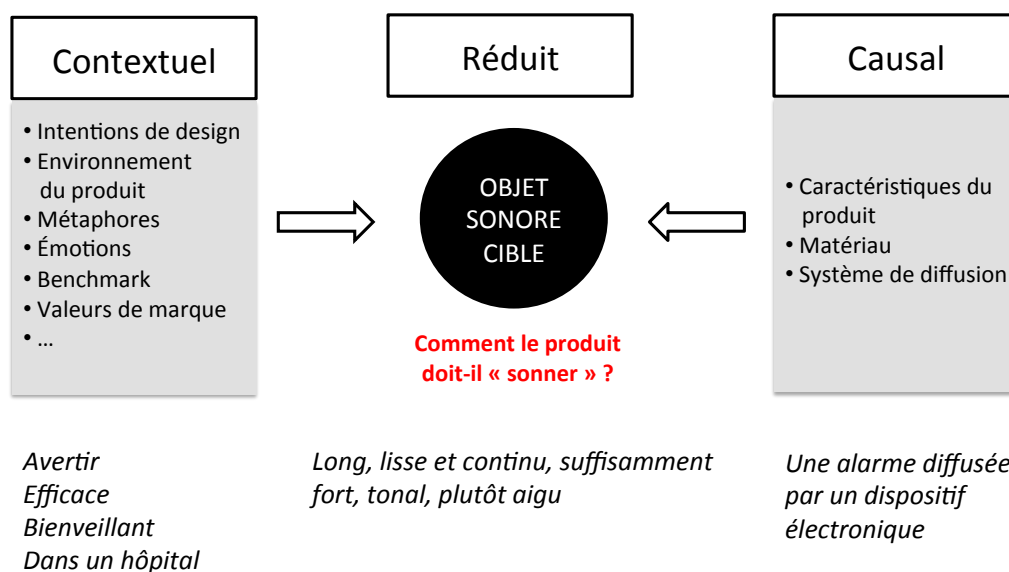 Contextuel
• Intentions de design
• Environnement
du produit
• Métaphores
• Émotions
• Benchmark
• Valeurs de marque
• ...
Avertir
Efficace
Bienveillant
Dans un hôpital
Réduit
OBJET
SONORE
CIBLE
Comment le produit
doit-il « sonner » ?
Long, lisse et continu, suffisamment
fort, tonal, plutôt aigu
Causal
• Caractéristiques du
produit
• Matériau
• Système de diffusion
Une alarme diffusée
par un dispositif
électronique